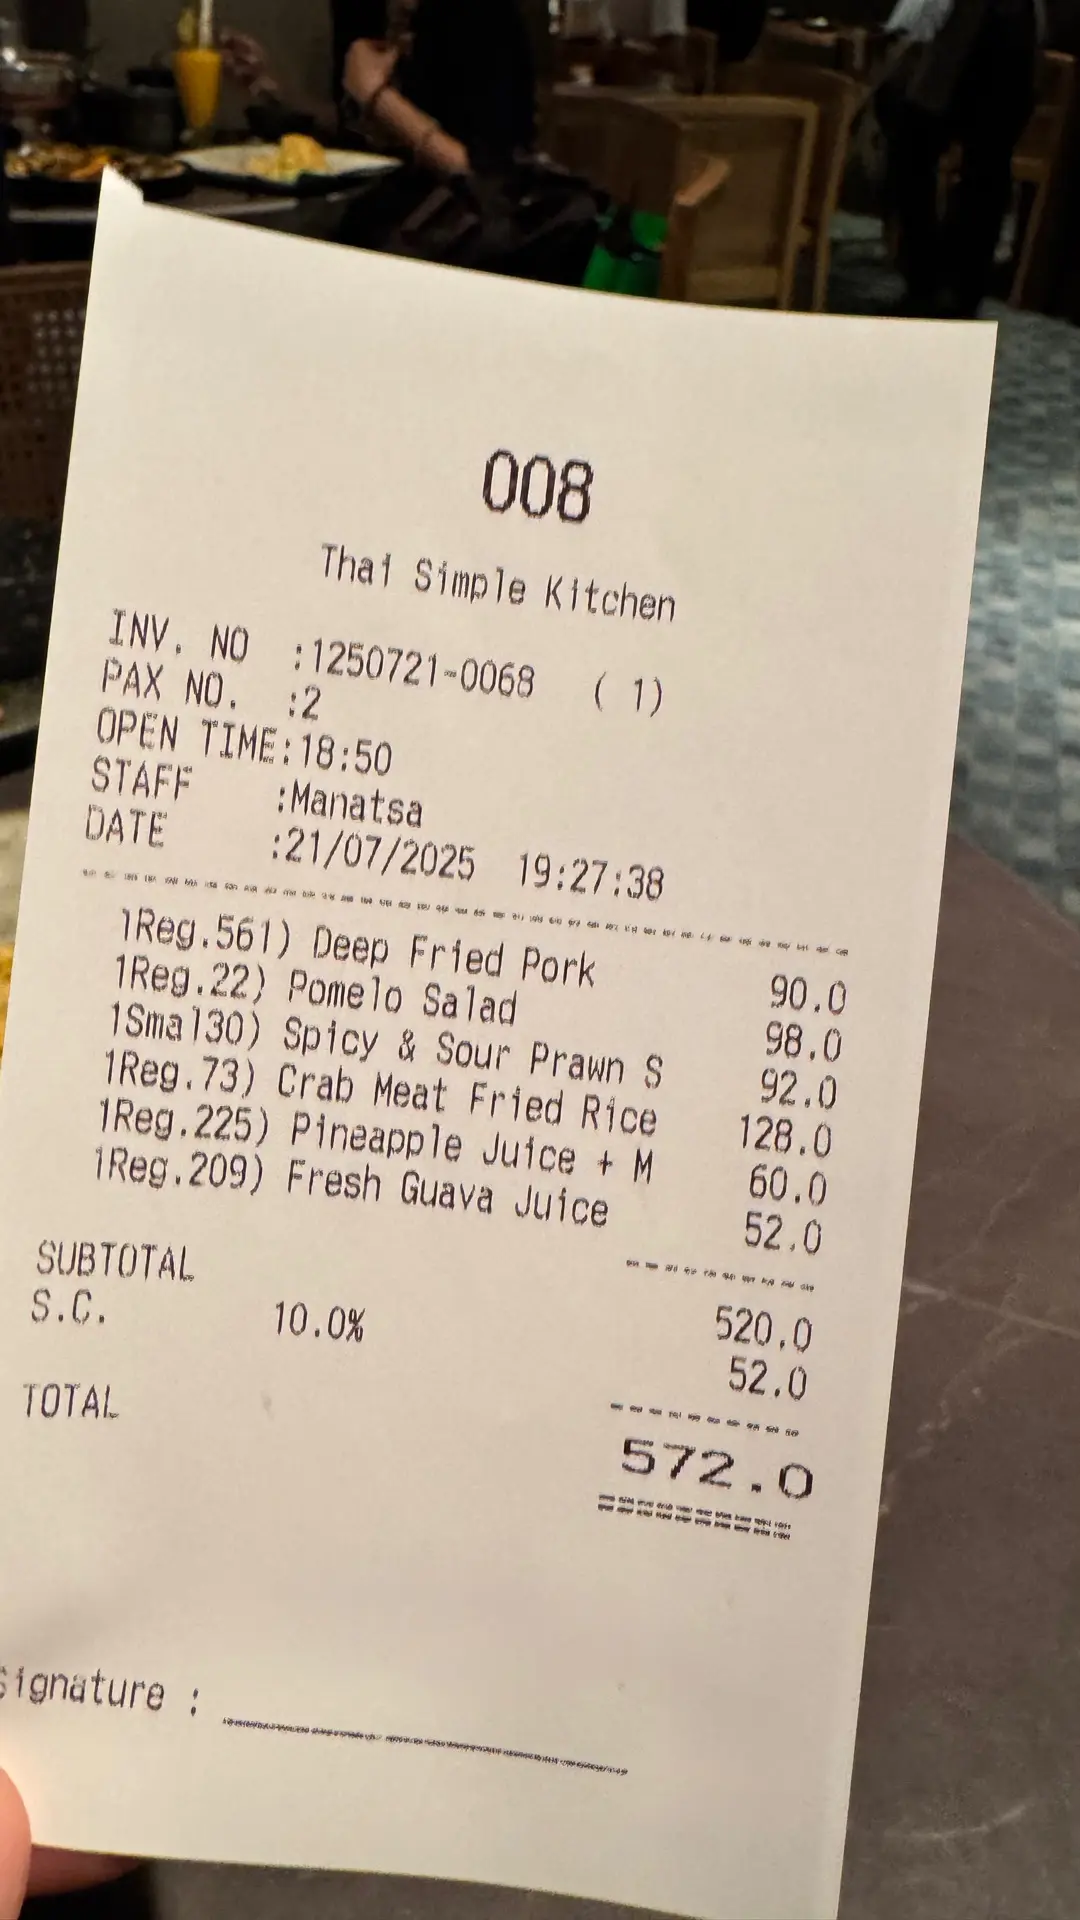 008
Thai Simple Kitchen
INV. NO :1250721-0068 ( 1)
PAX NO. :2
OPEN TIME:18:50
STAFF :Manatsa
DATE :21/07/2025 19:27:38
1Reg.561) Deep Fried Pork 90.0
1Reg.22) Pomelo Salad 98.0
1Smal30) Spicy & Sour Prawn S 92.0
1Reg.73) Crab Meat Fried Rice 128.0
1Reg.225) Pineapple Juice + M 60.0
1Reg.209) Fresh Guava Juice 52.0
SUBTOTAL 520.0
S.C. 10.0% 52.0
TOTAL 572.0
Signature :